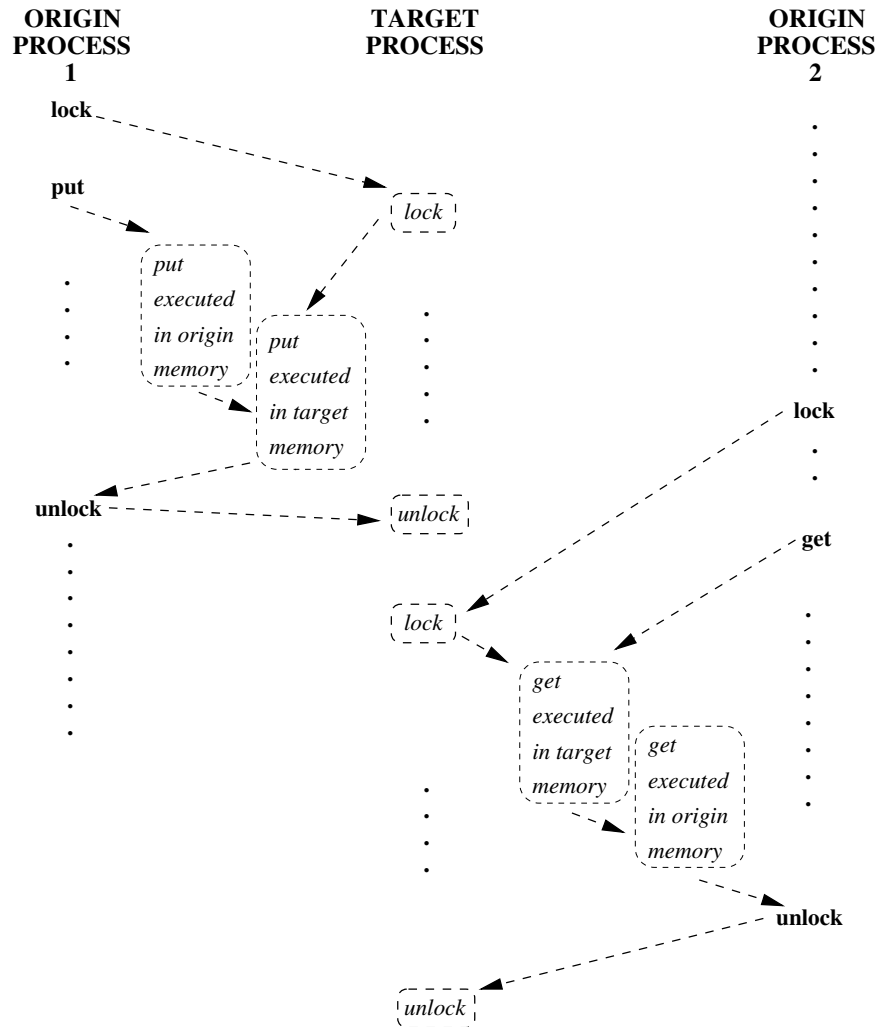 ORIGIN
PROCESS
1
TARGET
PROCESS
ORIGIN
PROCESS
2
lock
put
lock
put
executed
in origin
memory
put
executed
in target
memory
lock
unlock
unlock
get
lock
get
executed
in target
memory
get
executed
in origin
memory
unlock
unlock